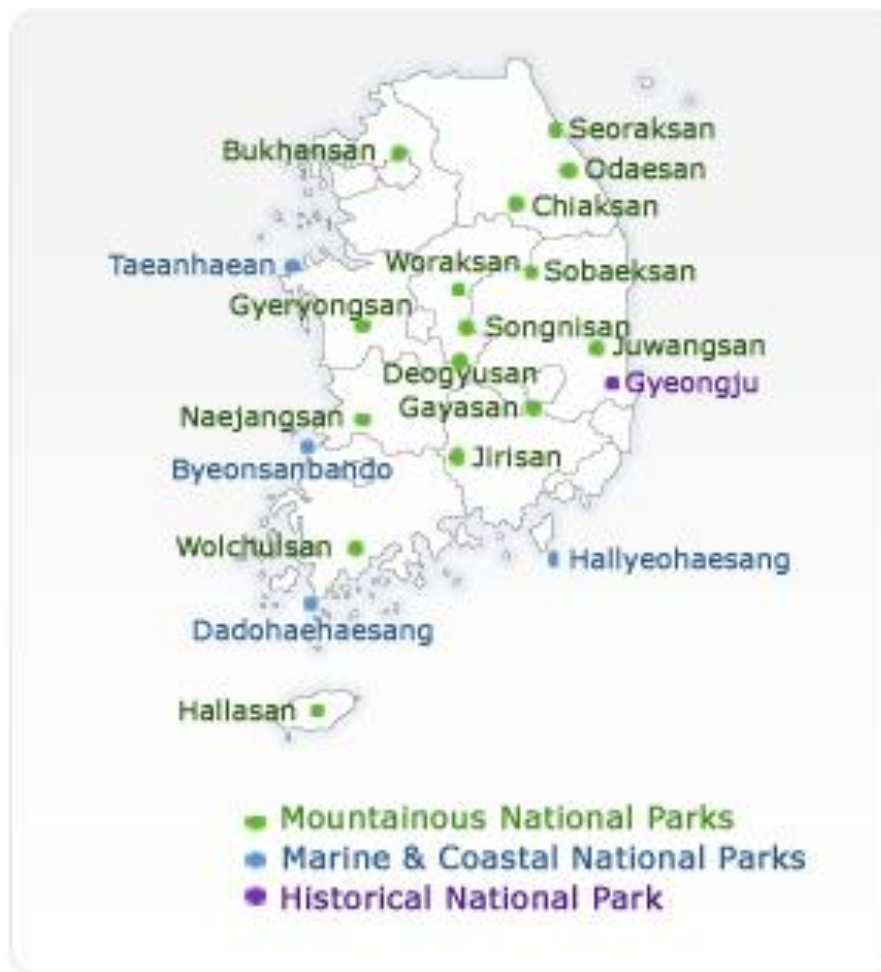 Seoraksan
Bukhansan
Odaesan
Chiaksan
Woraksan
Taeanhaean
Sobaeksan
Gyeryongsan
Songnisan
Juwangsan
Deogyusan
Gyeongju
Gayasan
Naejangsan
Jirisan
Byeonsanbando
Wolchulsan
Hallyeohaesang
Dadohaehaesang
Hallasan
Mountainous National Parks
Marine & Coastal National Parks
Historical National Park